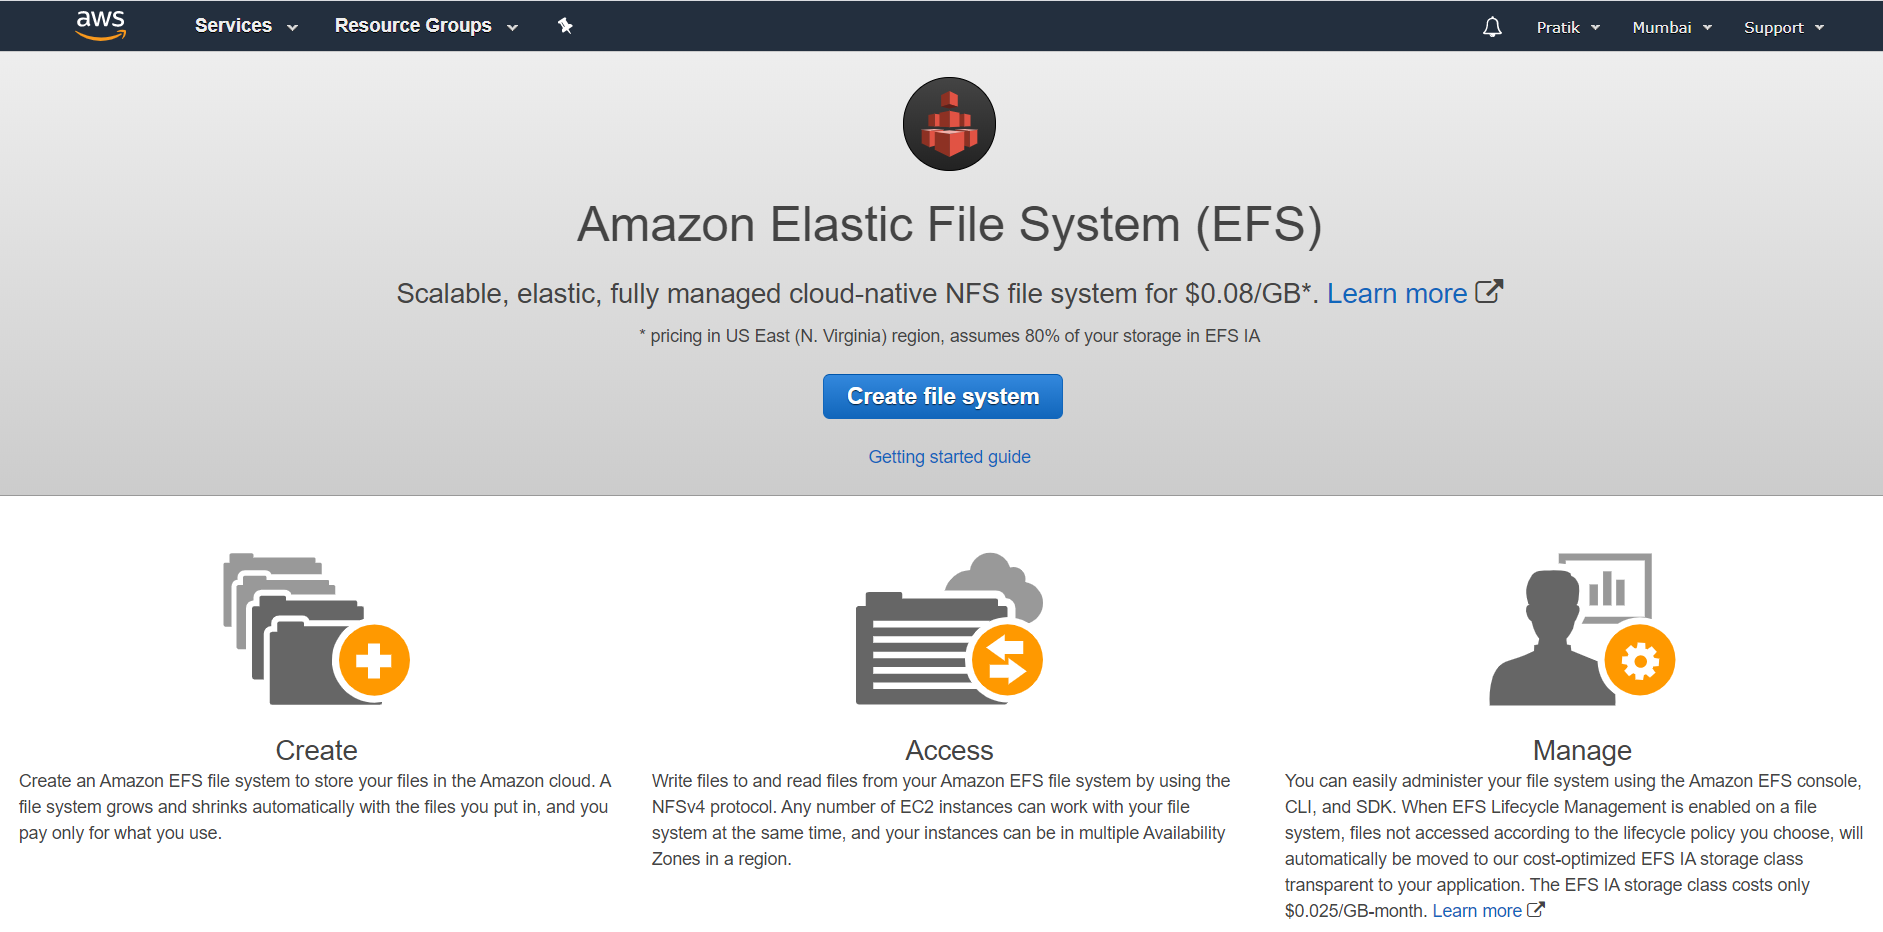 aws Services Resource Groups Pratik Mumbai Support
Amazon Elastic File System (EFS)
Scalable, elastic, fully managed cloud-native NFS file system for $0.08/GB*. Learn more
* pricing in US East (N. Virginia) region, assumes 80% of your storage in EFS IA
Create file system
Getting started guide
Create
Create an Amazon EFS file system to store your files in the Amazon cloud. A
file system grows and shrinks automatically with the files you put in, and you
pay only for what you use.
Access
Write files to and read files from your Amazon EFS file system by using the
NFSv4 protocol. Any number of EC2 instances can work with your file
system at the same time, and your instances can be in multiple Availability
Zones in a region.
Manage
You can easily administer your file system using the Amazon EFS console,
CLI, and SDK. When EFS Lifecycle Management is enabled on a file
system, files not accessed according to the lifecycle policy you choose, will
automatically be moved to our cost-optimized EFS IA storage class
transparent to your application. The EFS IA storage class costs only
$0.025/GB-month. Learn more